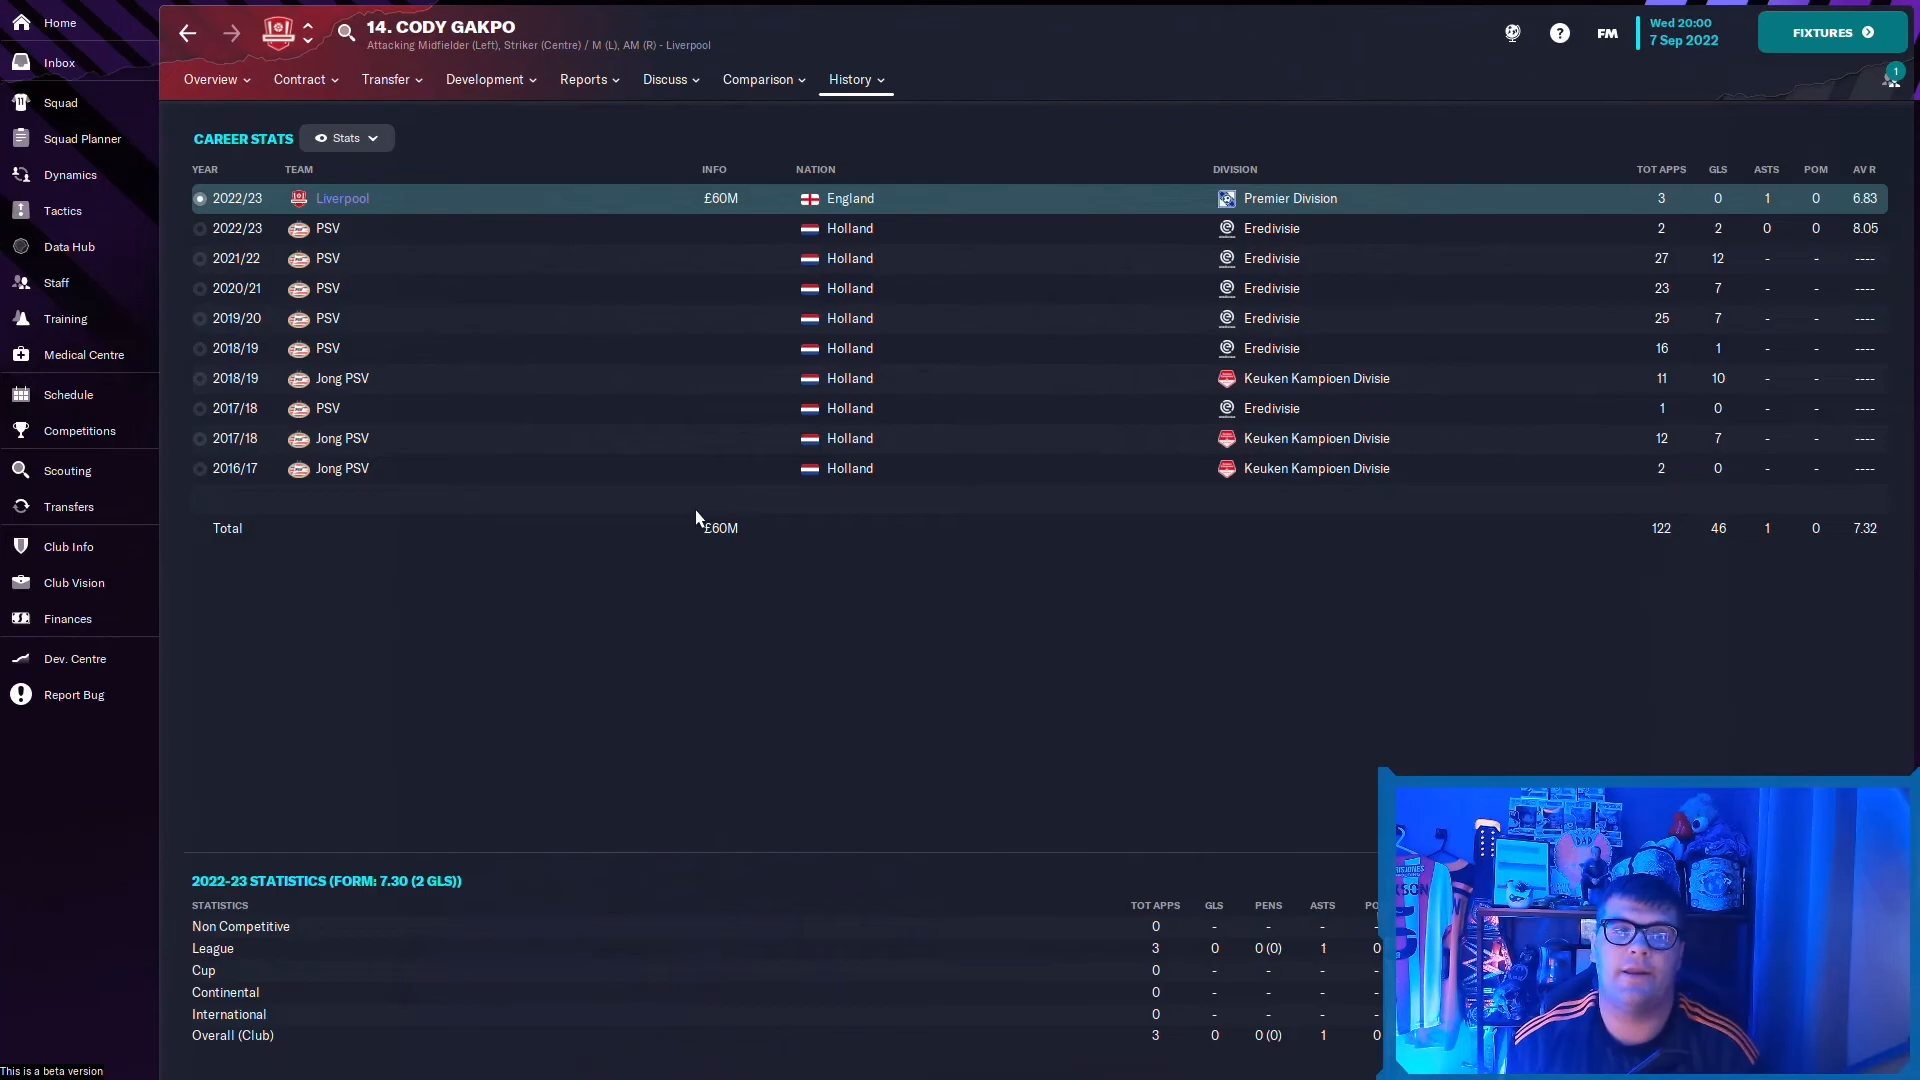 Home
Inbox
Squad
Squad Planner
Dynamics
Tactics
Data Hub
Staff
Training
Medical Centre
Schedule
Competitions
Scouting
Transfers
Club Info
Club Vision
Finances
Dev. Centre
Report Bug
This is a beta version
14. CODY GAKPO
Attacking Midfielder (Left), Striker (Centre) / M (L), AM (R) - Liverpool
FM
Wed 20:00
7 Sep 2022
FIXTURES
1
Overview Contract Transfer Development Reports Discuss Comparison History
CAREER STATS Stats
YEAR TEAM INFO NATION DIVISION TOT APPS GLS ASTS POM AV R
2022/23 Liverpool £60M England Premier Division 3 0 1 0 6.83
2022/23 PSV Holland Eredivisie 2 2 0 0 8.05
2021/22 PSV Holland Eredivisie 27 12 - - ----
2020/21 PSV Holland Eredivisie 23 7 - - ----
2019/20 PSV Holland Eredivisie 25 7 - - ----
2018/19 PSV Holland Eredivisie 16 1 - - ----
2018/19 Jong PSV Holland Keuken Kampioen Divisie 11 10 - - ----
2017/18 PSV Holland Eredivisie 1 0 - - ----
2017/18 Jong PSV Holland Keuken Kampioen Divisie 12 7 - - ----
2016/17 Jong PSV Holland Keuken Kampioen Divisie 2 0 - - ----
Total £60M 122 46 1 0 7.32
2022-23 STATISTICS (FORM: 7.30 (2 GLS))
STATISTICS TOT APPS GLS PENS ASTS
Non Competitive 0 - - - -
League 3 0 0 (0) 1 0
Cup 0 - - - -
Continental 0 - - - -
International 0 - - - -
Overall (Club) 3 0 0 (0) 1 0